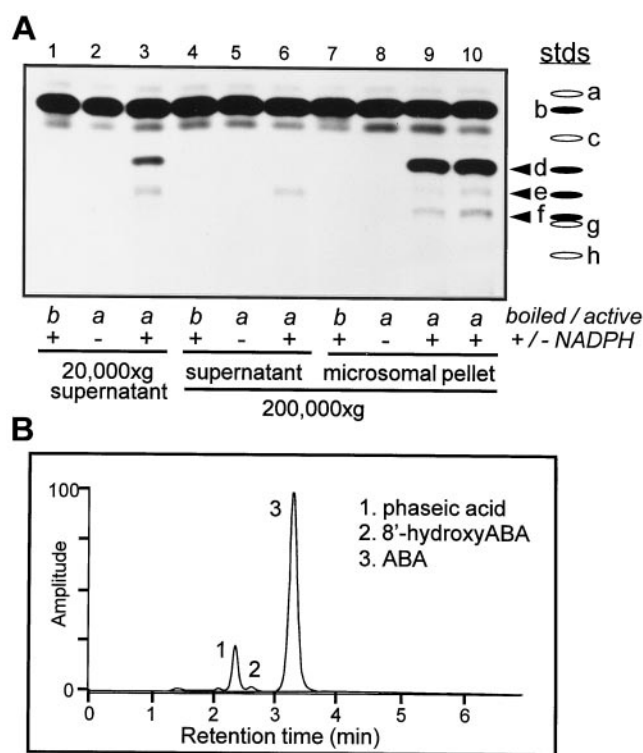 A
1 2 3 4 5 6 7 8 9 10 stds
a
b
c
d
e
f
g
h
b a a b a a b a a a boiled / active
+ - + + - + + - + + +/- NADPH
20,000xg supernatant microsomal pellet
supernatant
200,000xg
B
100
Amplitude
0
1
2
3
1. phaseic acid
2. 8'-hydroxyABA
3. ABA
0 1 2 3 4 5 6
Retention time (min)